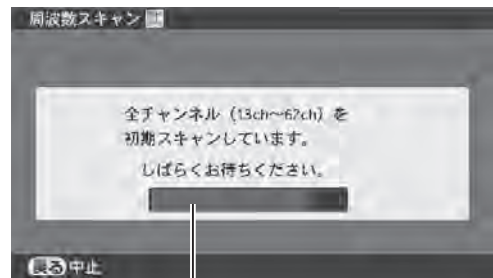 周波数スキャン
全チャンネル（13ch～62ch）を
初期スキャンしています。
しばらくお待ちください。
戻る 中止